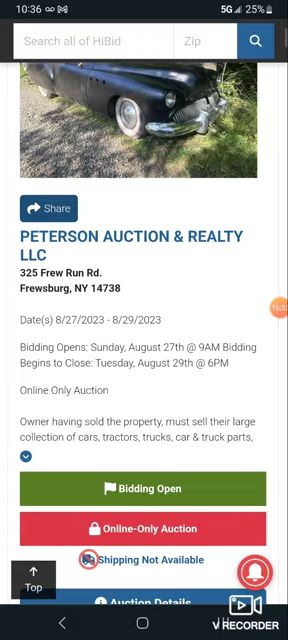 10:36
5G 25%
Search all of HiBid
Zip
Share
PETERSON AUCTION & REALTY
LLC
325 Frew Run Rd.
Frewsburg, NY 14738
Date(s) 8/27/2023 - 8/29/2023
Bidding Opens: Sunday, August 27th @ 9AM Bidding
Begins to Close: Tuesday, August 29th @ 6PM
Online Only Auction
Owner having sold the property, must sell their large
collection of cars, tractors, trucks, car & truck parts,
Bidding Open
Online-Only Auction
Shipping Not Available
Top
Auction Details
V RECORDER